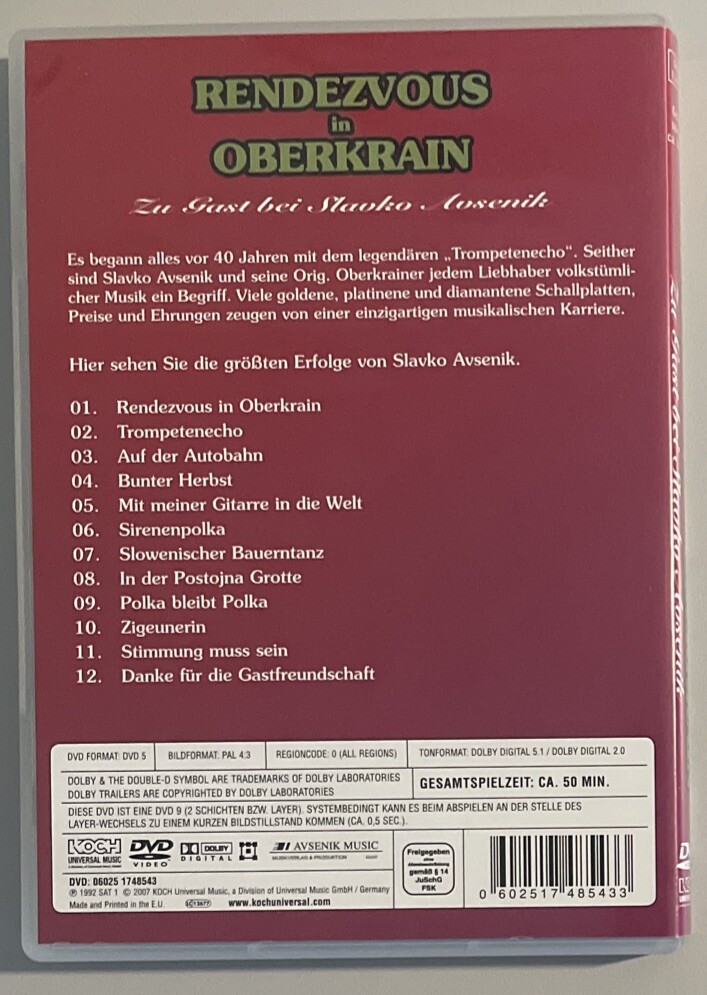 RENDEZVOUS
in
OBERKRAIN
Zu Gast bei Slavko Avsenik
Es begann alles vor 40 Jahren mit dem legendären „Trompetenecho“. Seither
sind Slavko Avsenik und seine Orig. Oberkrainer jedem Liebhaber volkstümli-
cher Musik ein Begriff. Viele goldene, platinene und diamantene Schallplatten,
Preise und Ehrungen zeugen von einer einzigartigen musikalischen Karriere.
Hier sehen Sie die größten Erfolge von Slavko Avsenik.
01. Rendezvous in Oberkrain
02. Trompetenecho
03. Auf der Autobahn
04. Bunter Herbst
05. Mit meiner Gitarre in die Welt
06. Sirenenpolka
07. Slowenischer Bauerntanz
08. In der Postojna Grotte
09. Polka bleibt Polka
10. Zigeunerin
11. Stimmung muss sein
12. Danke für die Gastfreundschaft
DVD FORMAT: DVD 5 BILDFORMAT: PAL 4:3 REGIONCODE: 0 (ALL REGIONS) TONFORMAT: DOLBY DIGITAL 5.1 / DOLBY DIGITAL 2.0
DOLBY & THE DOUBLE-D SYMBOL ARE TRADEMARKS OF DOLBY LABORATORIES
DOLBY TRAILERS ARE COPYRIGHTED BY DOLBY LABORATORIES
GESAMTSPIELZEIT: CA. 50 MIN.
DIESE DVD IST EINE DVD 9 (2 SCHICHTEN BZW. LAYER). SYSTEMBEDINGT KANN ES BEIM ABSPIELEN AN DER STELLE DES
LAYER-WECHSELS ZU EINEM KURZEN BILDSTILLSTAND KOMMEN (CA. 0,5 SEC.).
KOCH
UNIVERSAL MUSIC
DVD
VIDEO
DOLBY
DIGITAL
AVSENIK MUSIC
MUSIKVERLAG & PRODUKTION
DVD: 06025 1748543
℗ 1992 SAT 1 © 2007 KOCH Universal Music, a Division of Universal Music GmbH / Germany
Made and Printed in the E.U. www.kochuniversal.com
Freigegeben
ohne
Altersbeschränkung
gemäß § 14
JuSchG
FSK
0 602517 485433
Zu Gast bei Slavko Avsenik